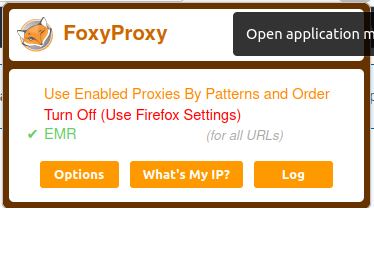 FoxyProxy
Open application m
Use Enabled Proxies By Patterns and Order
Turn Off (Use Firefox Settings)
✔ EMR (for all URLs)
Options What's My IP? Log